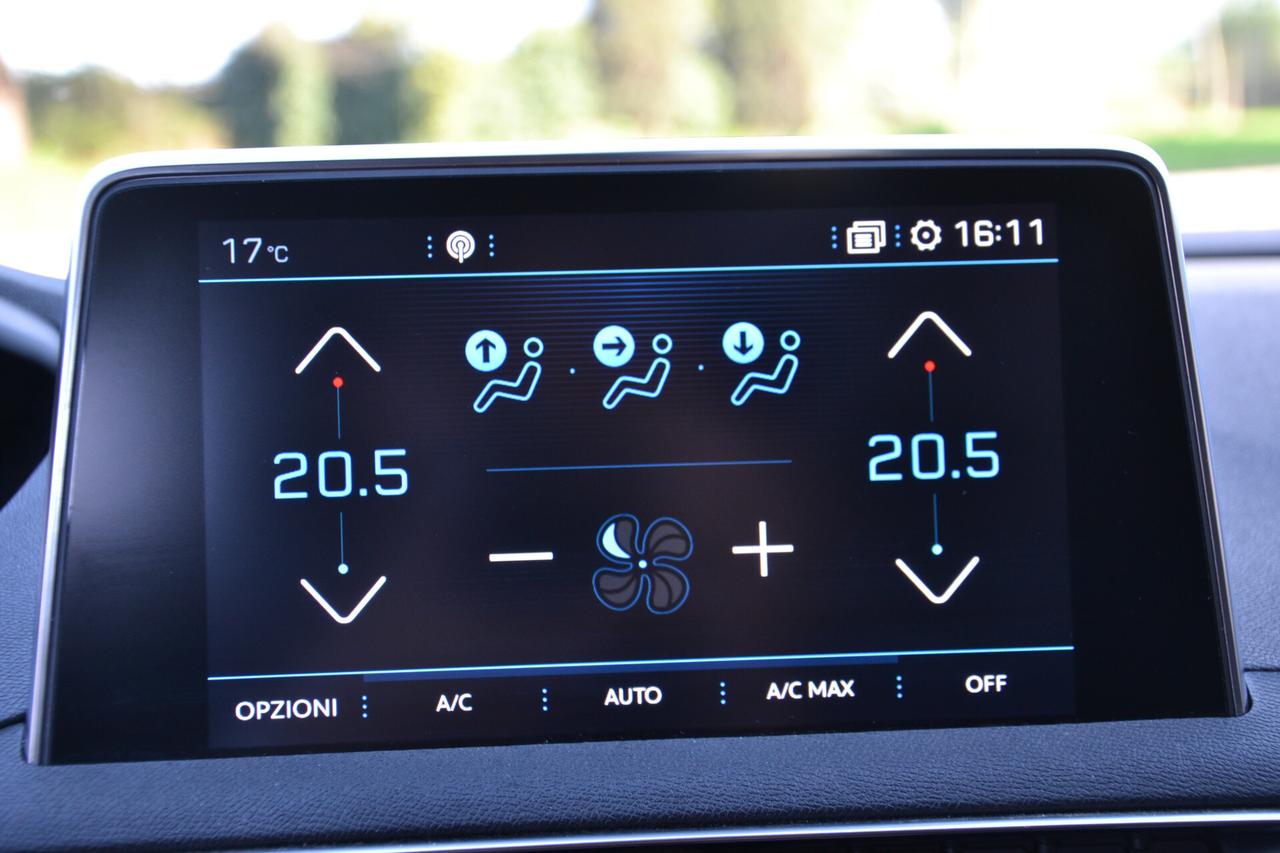 17°C 16:11
20.5 20.5
OPZIONI A/C AUTO A/C MAX OFF